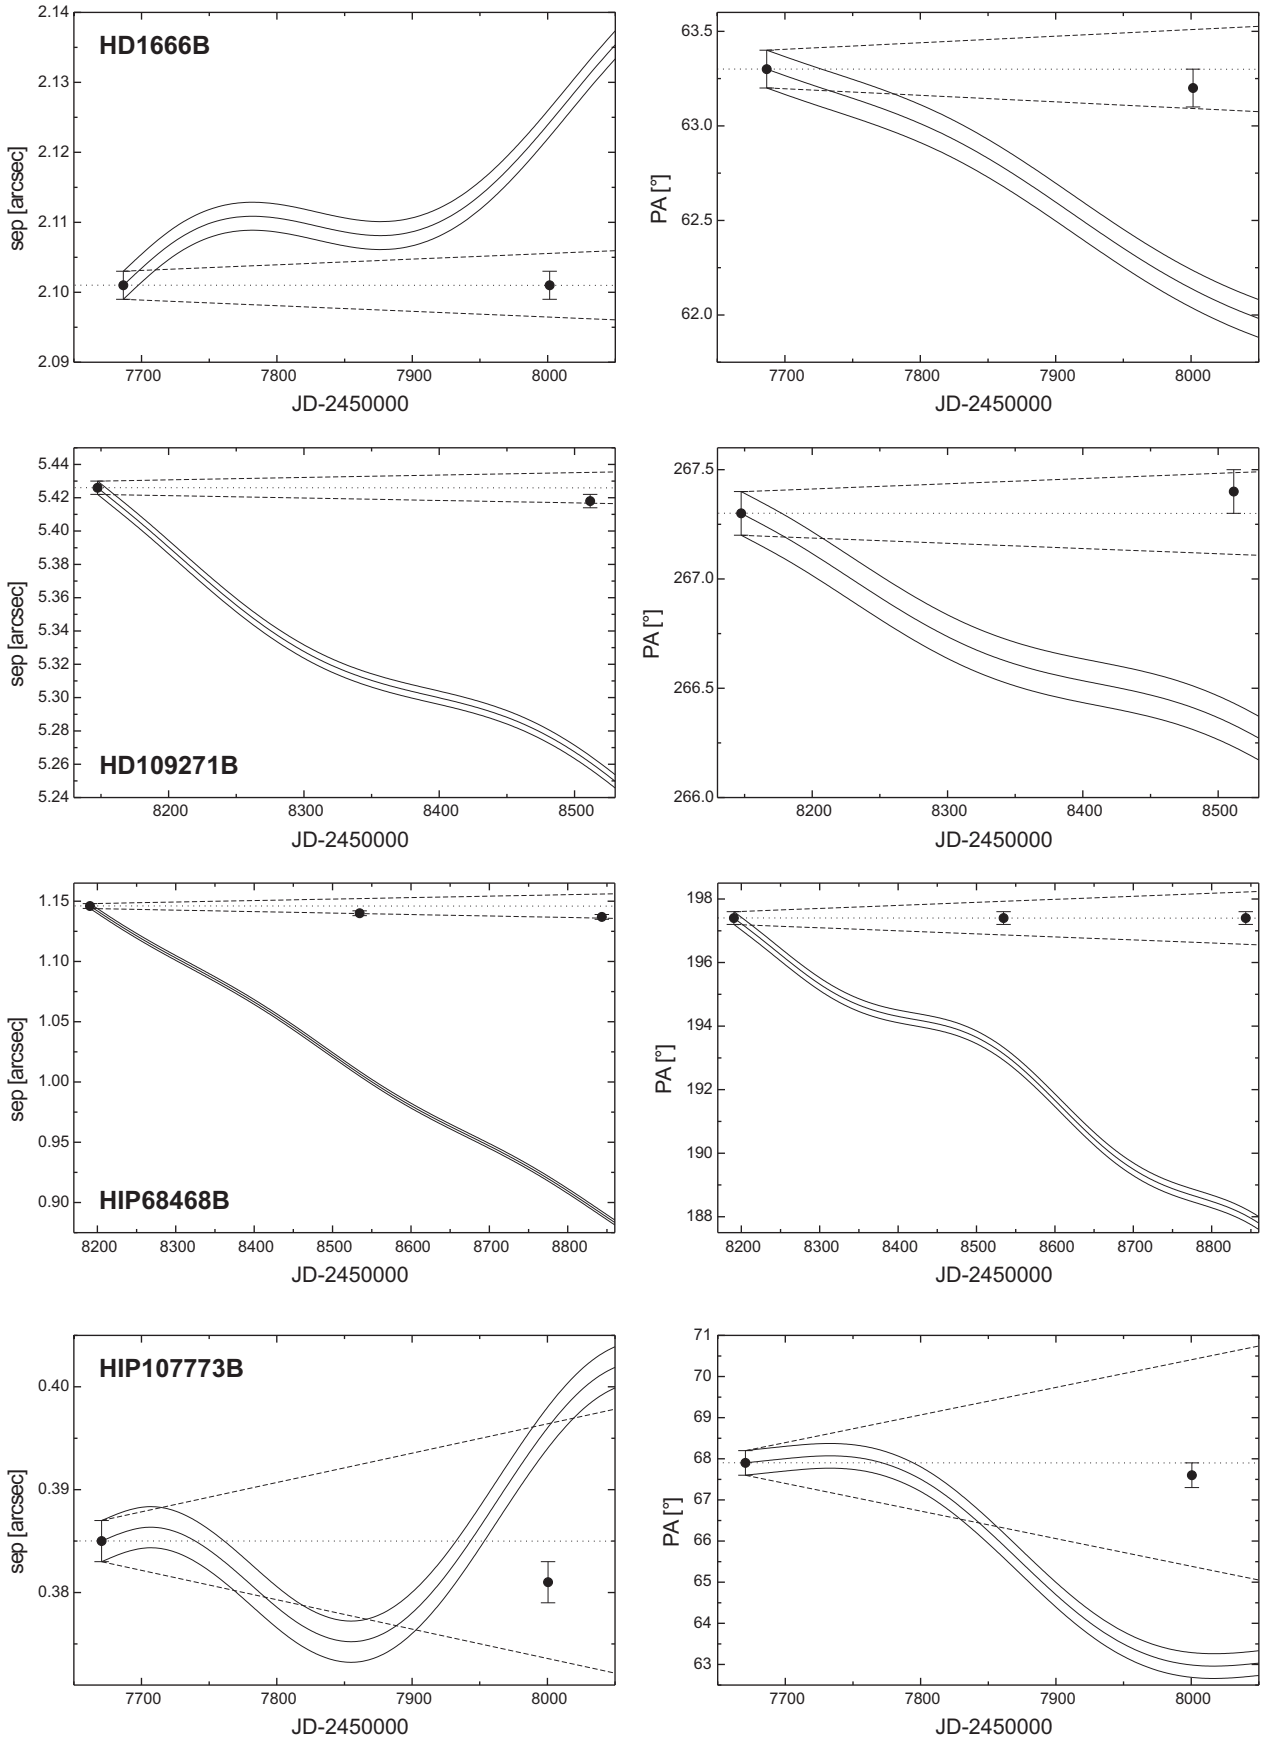 HD1666B
sep [arcsec]
2.14
2.13
2.12
2.11
2.10
2.09
7700 7800 7900 8000
JD-2450000
PA [°]
63.5
63.0
62.5
62.0
7700 7800 7900 8000
JD-2450000
HD109271B
sep [arcsec]
5.44
5.42
5.40
5.38
5.36
5.34
5.32
5.30
5.28
5.26
5.24
8200 8300 8400 8500
JD-2450000
PA [°]
267.5
267.0
266.5
266.0
8200 8300 8400 8500
JD-2450000
HIP68468B
sep [arcsec]
1.15
1.10
1.05
1.00
0.95
0.90
8200 8300 8400 8500 8600 8700 8800
JD-2450000
PA [°]
198
196
194
192
190
188
8200 8300 8400 8500 8600 8700 8800
JD-2450000
HIP107773B
sep [arcsec]
0.40
0.39
0.38
7700 7800 7900 8000
JD-2450000
PA [°]
71
70
69
68
67
66
65
64
63
7700 7800 7900 8000
JD-2450000